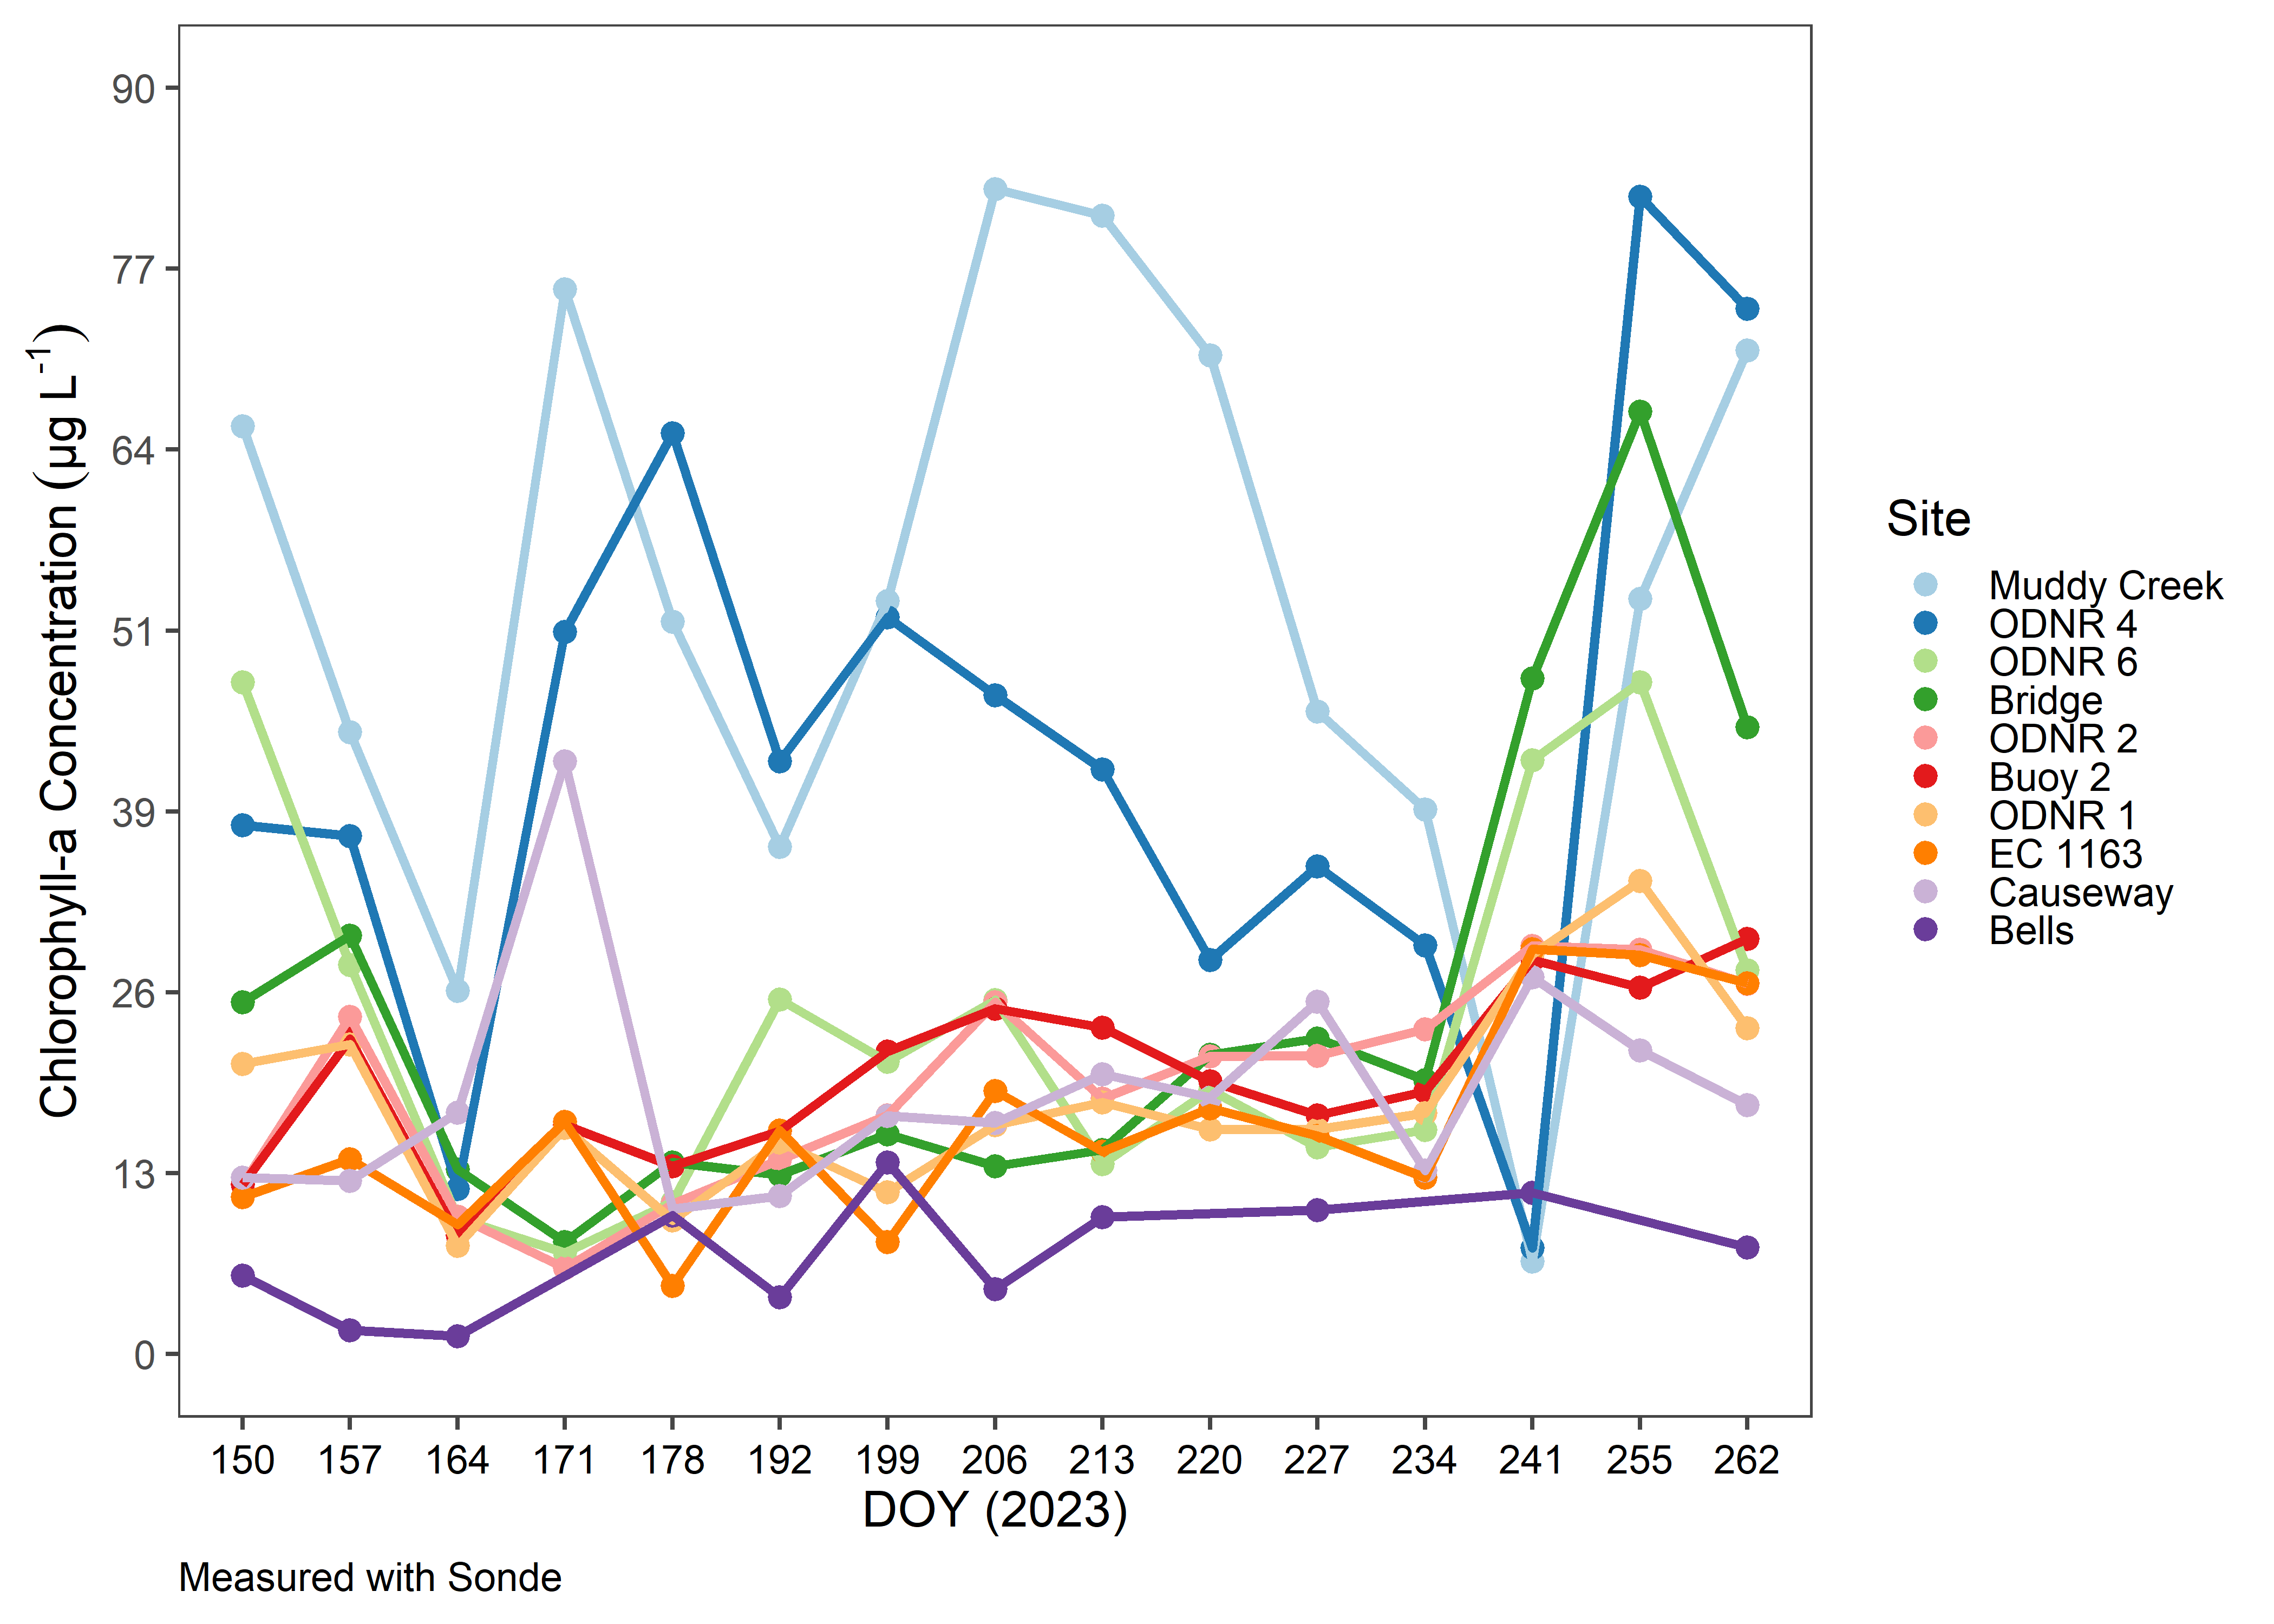 Chlorophyll-a Concentration (µg L⁻¹)
90
77
64
51
39
26
13
0
150 157 164 171 178 192 199 206 213 220 227 234 241 255 262
DOY (2023)
Measured with Sonde
Site
Muddy Creek
ODNR 4
ODNR 6
Bridge
ODNR 2
Buoy 2
ODNR 1
EC 1163
Causeway
Bells